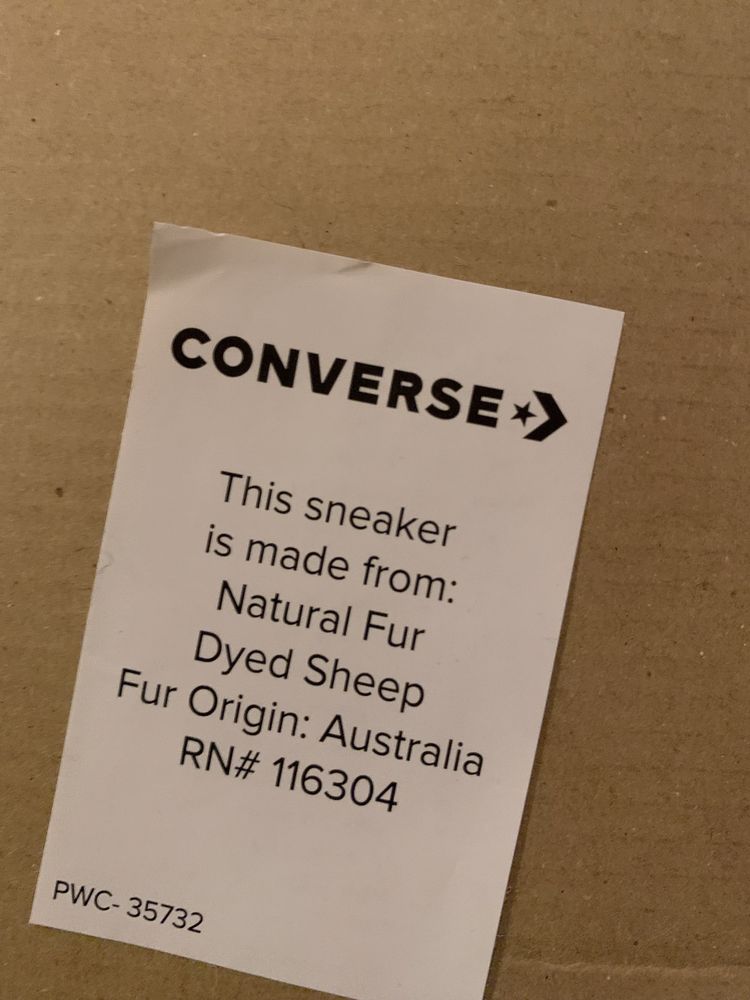 CONVERSE
This sneaker
is made from:
Natural Fur
Dyed Sheep
Fur Origin: Australia
RN# 116304
PWC- 35732